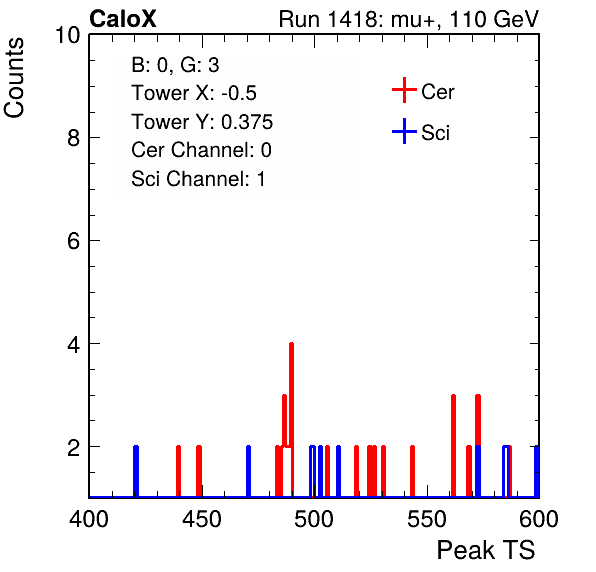 CaloX Run 1418: mu+, 110 GeV
Counts
10
8
6
4
2
B: 0, G: 3
Tower X: -0.5
Tower Y: 0.375
Cer Channel: 0
Sci Channel: 1
Cer
Sci
400 450 500 550 600
Peak TS